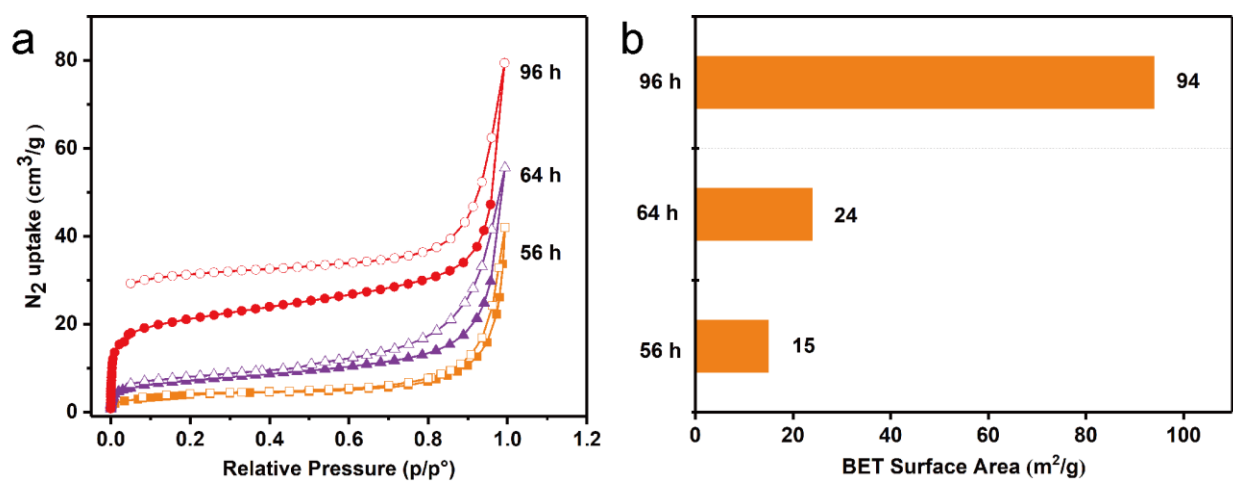 a
80
60
40
20
0
N₂ uptake (cm³/g )
96 h
64 h
56 h
0.0 0.2 0.4 0.6 0.8 1.0 1.2
Relative Pressure (p/p°)
b
96 h
94
64 h
24
56 h
15
0 20 40 60 80 100
BET Surface Area (m²/g)